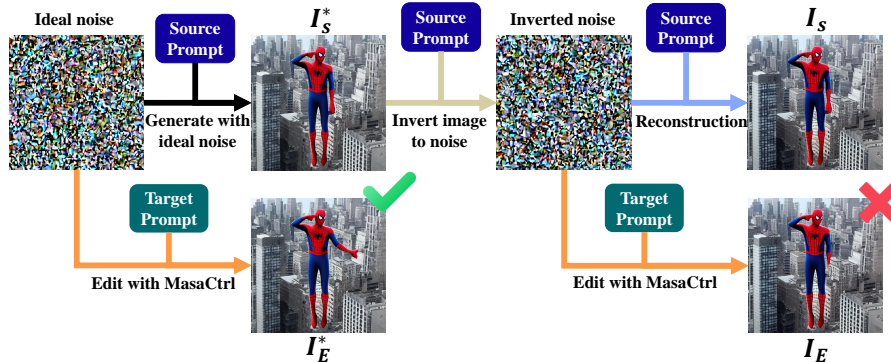 Ideal noise
Source
Prompt
I*s
Source
Prompt
Inverted noise
Source
Prompt
Is
Generate with
ideal noise
Invert image
to noise
Reconstruction
Target
Prompt
Target
Prompt
Edit with MasaCtrl
I*E
Edit with MasaCtrl
IE